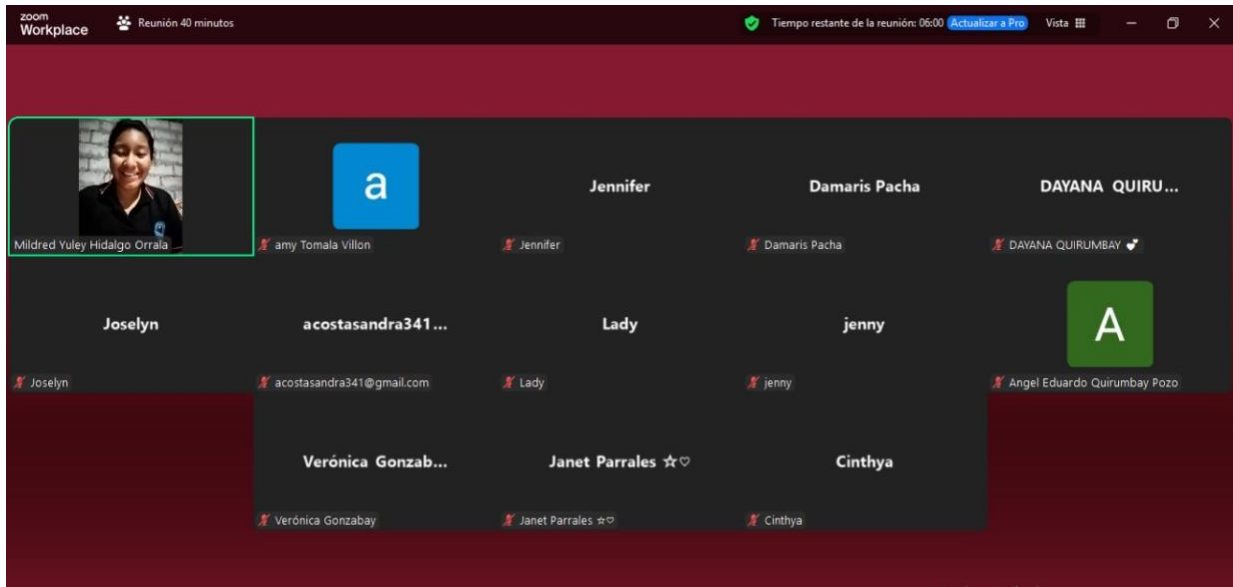 zoom
Workplace
Reunión 40 minutos
Tiempo restante de la reunión: 06:00 Actualizar a Pro Vista
Mildred Yuley Hidalgo Orrala
a
amy Tomala Villon
Jennifer
Jennifer
Damaris Pacha
Damaris Pacha
DAYANA QUIRU...
DAYANA QUIRUMBAY
Joselyn
Joselyn
acostasandra341...
acostasandra341@gmail.com
Lady
Lady
jenny
jenny
A
Angel Eduardo Quirumbay Pozo
Verónica Gonzab...
Verónica Gonzabay
Janet Parrales ☆♡
Janet Parrales ☆♡
Cinthya
Cinthya